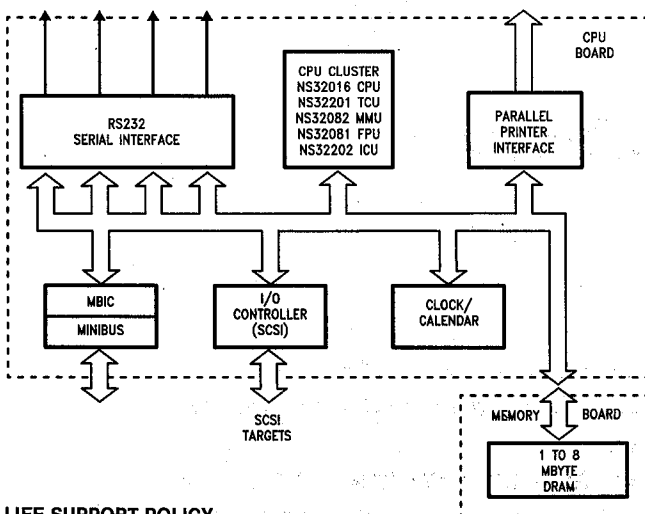 CPU
BOARD
CPU CLUSTER
NS32016 CPU
NS32201 TCU
NS32082 MMU
NS32081 FPU
NS32202 ICU
RS232
SERIAL INTERFACE
PARALLEL
PRINTER
INTERFACE
MBIC
MINIBUS
I/O
CONTROLLER
(SCSI)
CLOCK/
CALENDAR
SCSI
TARGETS
MEMORY BOARD
1 TO 8
MBYTE
DRAM
LIFE SUPPORT POLICY